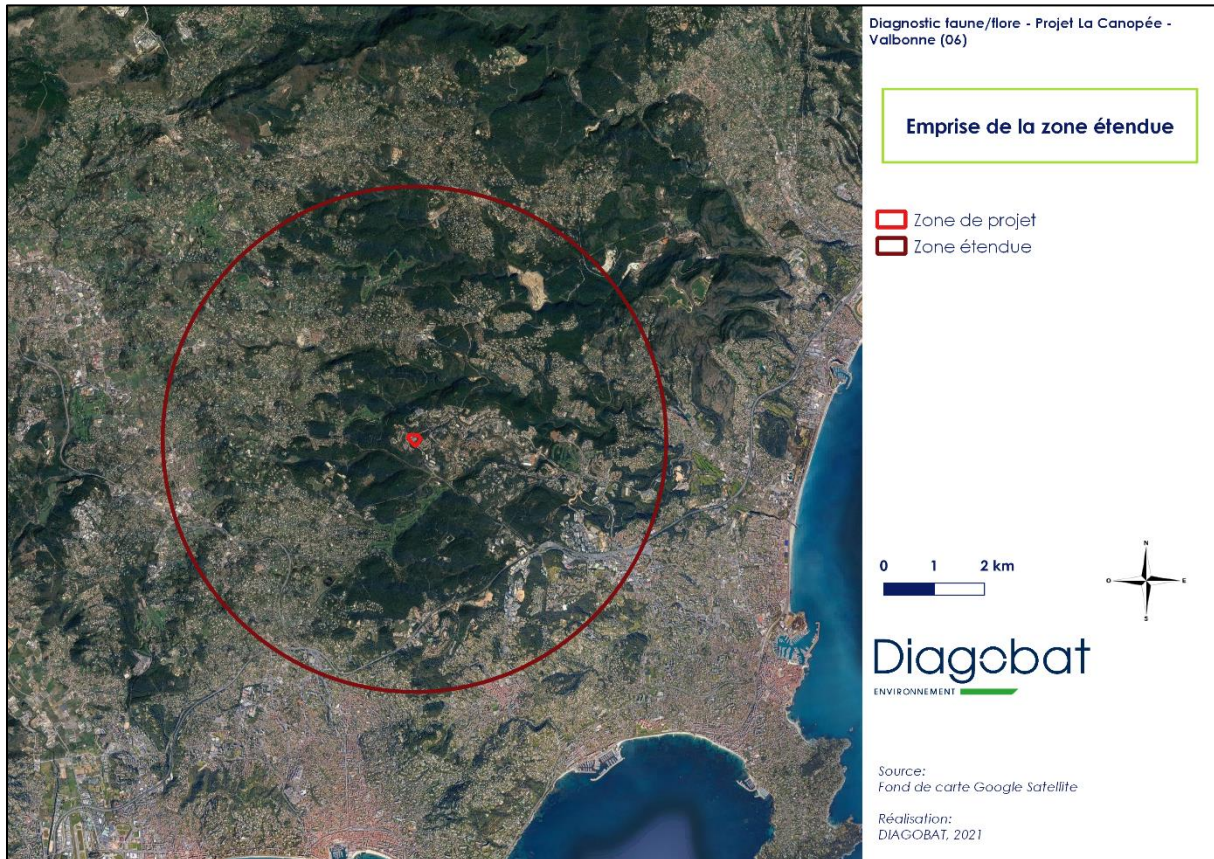 Diagnostic faune/flore - Projet La Canopée -
Valbonne (06)
Emprise de la zone étendue
Zone de projet
Zone étendue
0 1 2 km
N
O E
S
Diagobat
ENVIRONNEMENT
Source:
Fond de carte Google Satellite
Réalisation:
DIAGOBAT, 2021